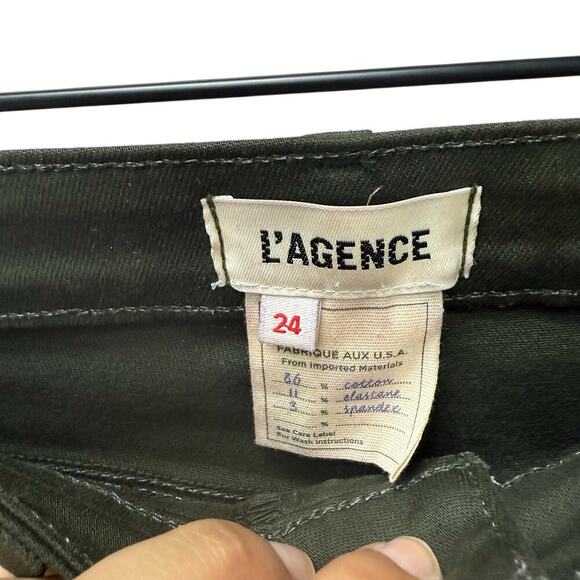 L'AGENCE
24
FABRIQUÉ AUX U.S.A.
From Imported Materials
86 % cotton
11 % elastane
3 % spandex
%
See Care Label
For Wash Instructions